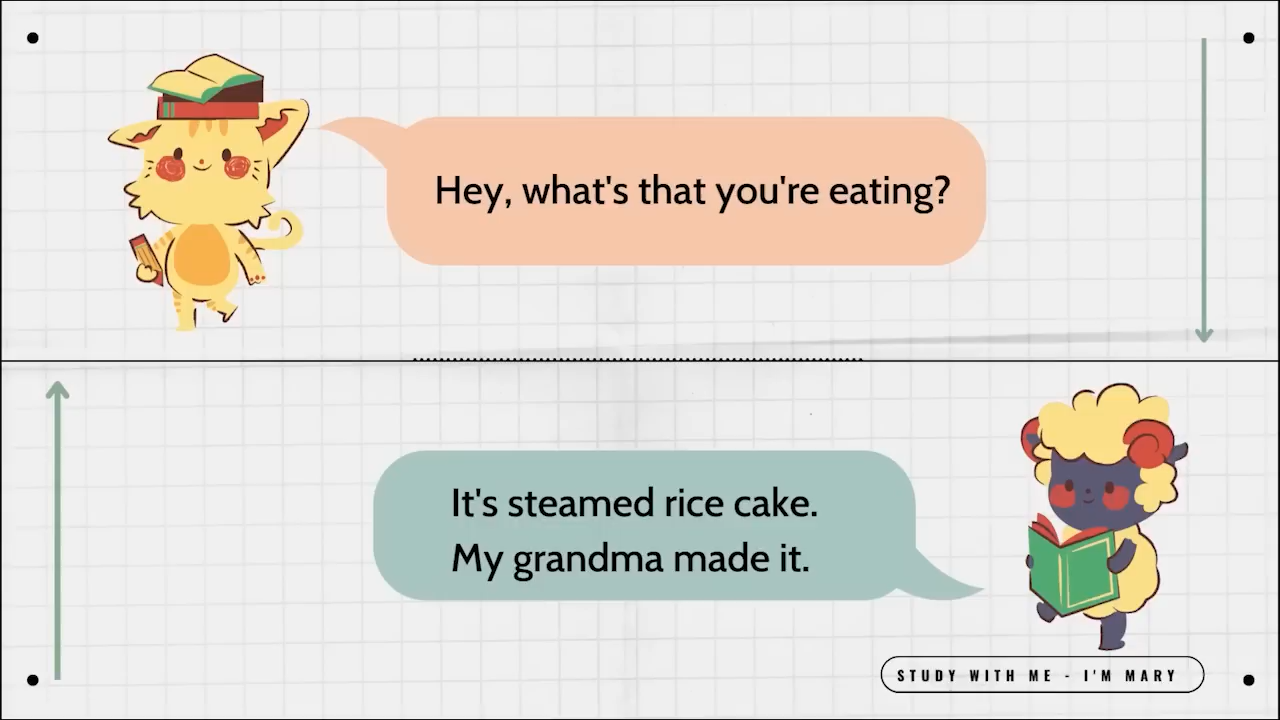 Hey, what's that you're eating?
It's steamed rice cake.
My grandma made it.
STUDY WITH ME - I'M MARY